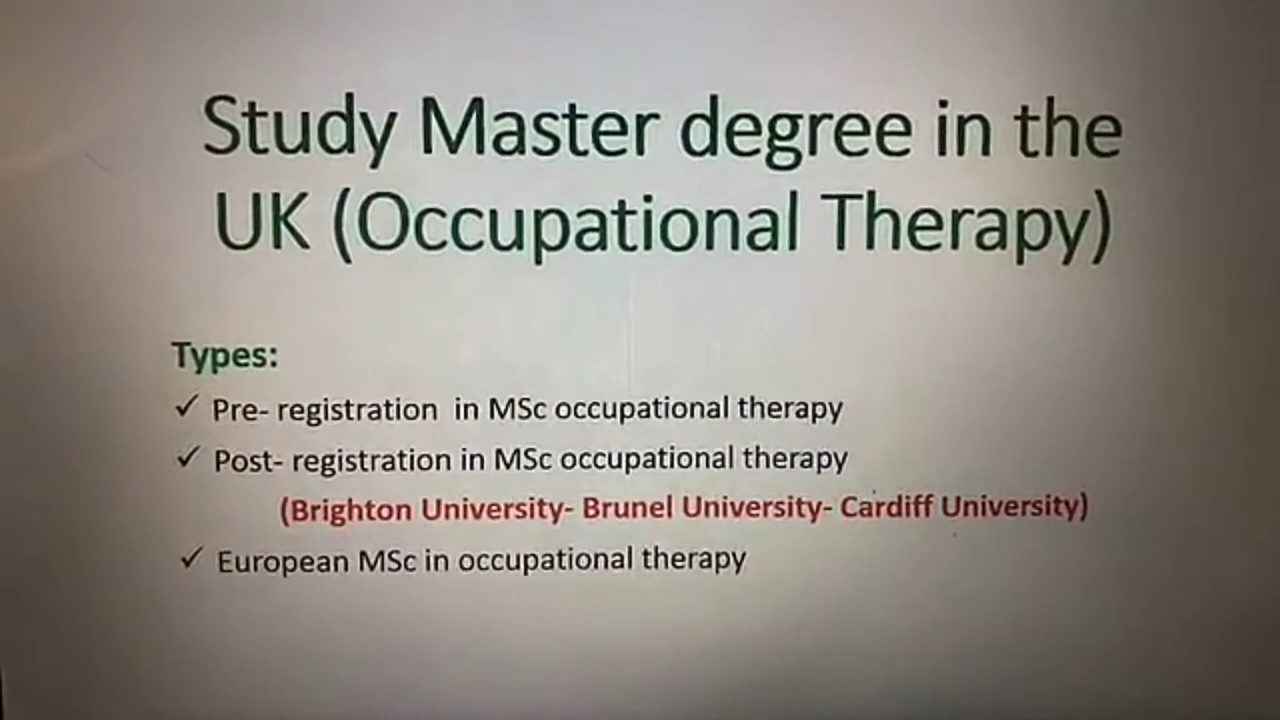 Study Master degree in the
UK (Occupational Therapy)
Types:
✓ Pre- registration in MSc occupational therapy
✓ Post- registration in MSc occupational therapy
(Brighton University- Brunel University- Cardiff University)
✓ European MSc in occupational therapy